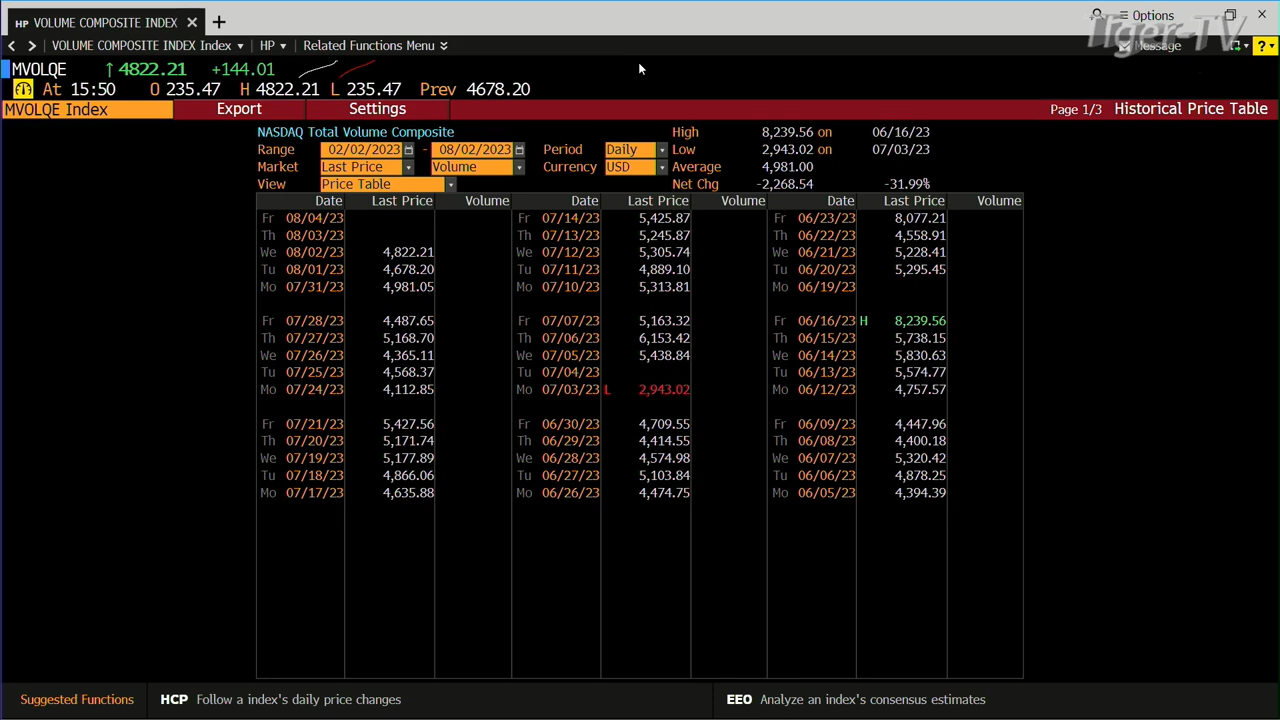 HP VOLUME COMPOSITE INDEX × +
Options
Tiger-TV
< > VOLUME COMPOSITE INDEX Index HP Related Functions Menu
Message ?
MVOLQE ↑ 4822.21 +144.01
At 15:50 O 235.47 H 4822.21 L 235.47 Prev 4678.20
MVOLQE Index Export Settings Page 1/3 Historical Price Table
NASDAQ Total Volume Composite High 8,239.56 on 06/16/23
Range 02/02/2023 - 08/02/2023 Period Daily Low 2,943.02 on 07/03/23
Market Last Price Volume Currency USD Average 4,981.00
View Price Table Net Chg -2,268.54 -31.99%
Date Last Price Volume Date Last Price Volume Date Last Price Volume
Fr 08/04/23 Fr 07/14/23 5,425.87 Fr 06/23/23 8,077.21
Th 08/03/23 Th 07/13/23 5,245.87 Th 06/22/23 4,558.91
We 08/02/23 4,822.21 We 07/12/23 5,305.74 We 06/21/23 5,228.41
Tu 08/01/23 4,678.20 Tu 07/11/23 4,889.10 Tu 06/20/23 5,295.45
Mo 07/31/23 4,981.05 Mo 07/10/23 5,313.81 Mo 06/19/23
Fr 07/28/23 4,487.65 Fr 07/07/23 5,163.32 Fr 06/16/23 H 8,239.56
Th 07/27/23 5,168.70 Th 07/06/23 6,153.42 Th 06/15/23 5,738.15
We 07/26/23 4,365.11 We 07/05/23 5,438.84 We 06/14/23 5,830.63
Tu 07/25/23 4,568.37 Tu 07/04/23 Tu 06/13/23 5,574.77
Mo 07/24/23 4,112.85 Mo 07/03/23 L 2,943.02 Mo 06/12/23 4,757.57
Fr 07/21/23 5,427.56 Fr 06/30/23 4,709.55 Fr 06/09/23 4,447.96
Th 07/20/23 5,171.74 Th 06/29/23 4,414.55 Th 06/08/23 4,400.18
We 07/19/23 5,177.89 We 06/28/23 4,574.98 We 06/07/23 5,320.42
Tu 07/18/23 4,866.06 Tu 06/27/23 5,103.84 Tu 06/06/23 4,878.25
Mo 07/17/23 4,635.88 Mo 06/26/23 4,474.75 Mo 06/05/23 4,394.39
Suggested Functions HCP Follow a index's daily price changes EEO Analyze an index's consensus estimates